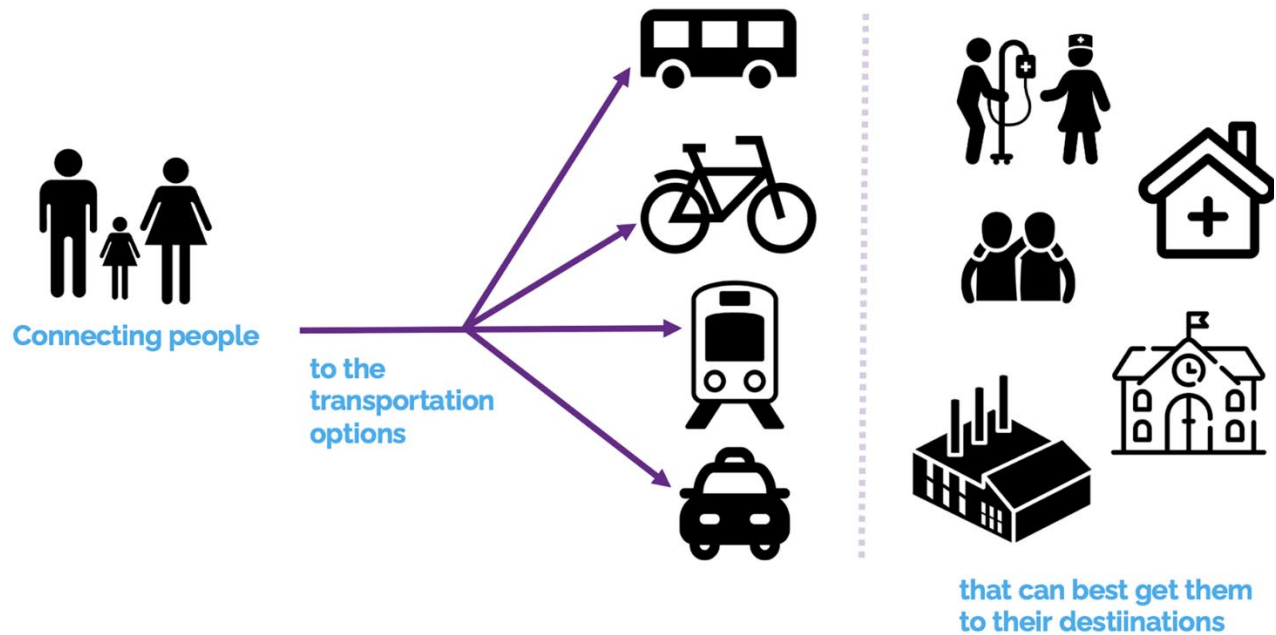 Connecting people
to the
transportation
options
that can best get them
to their destiinations